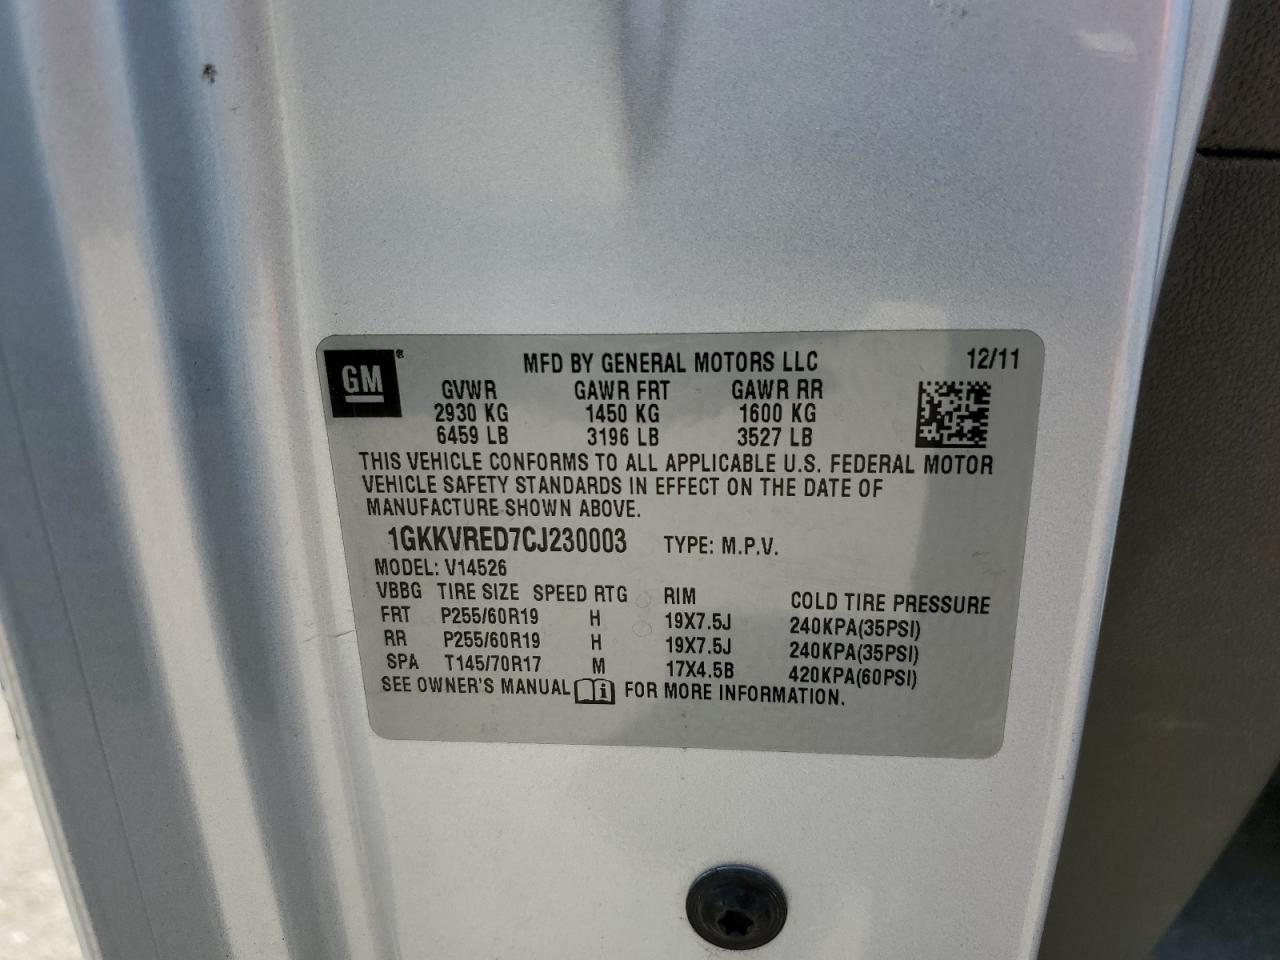 GM® MFD BY GENERAL MOTORS LLC 12/11
GVWR GAWR FRT GAWR RR
2930 KG 1450 KG 1600 KG
6459 LB 3196 LB 3527 LB
THIS VEHICLE CONFORMS TO ALL APPLICABLE U.S. FEDERAL MOTOR
VEHICLE SAFETY STANDARDS IN EFFECT ON THE DATE OF
MANUFACTURE SHOWN ABOVE.
1GKKVRED7CJ230003 TYPE: M.P.V.
MODEL: V14526
VBBG TIRE SIZE SPEED RTG RIM COLD TIRE PRESSURE
FRT P255/60R19 H 19X7.5J 240KPA(35PSI)
RR P255/60R19 H 19X7.5J 240KPA(35PSI)
SPA T145/70R17 M 17X4.5B 420KPA(60PSI)
SEE OWNER'S MANUAL i FOR MORE INFORMATION.